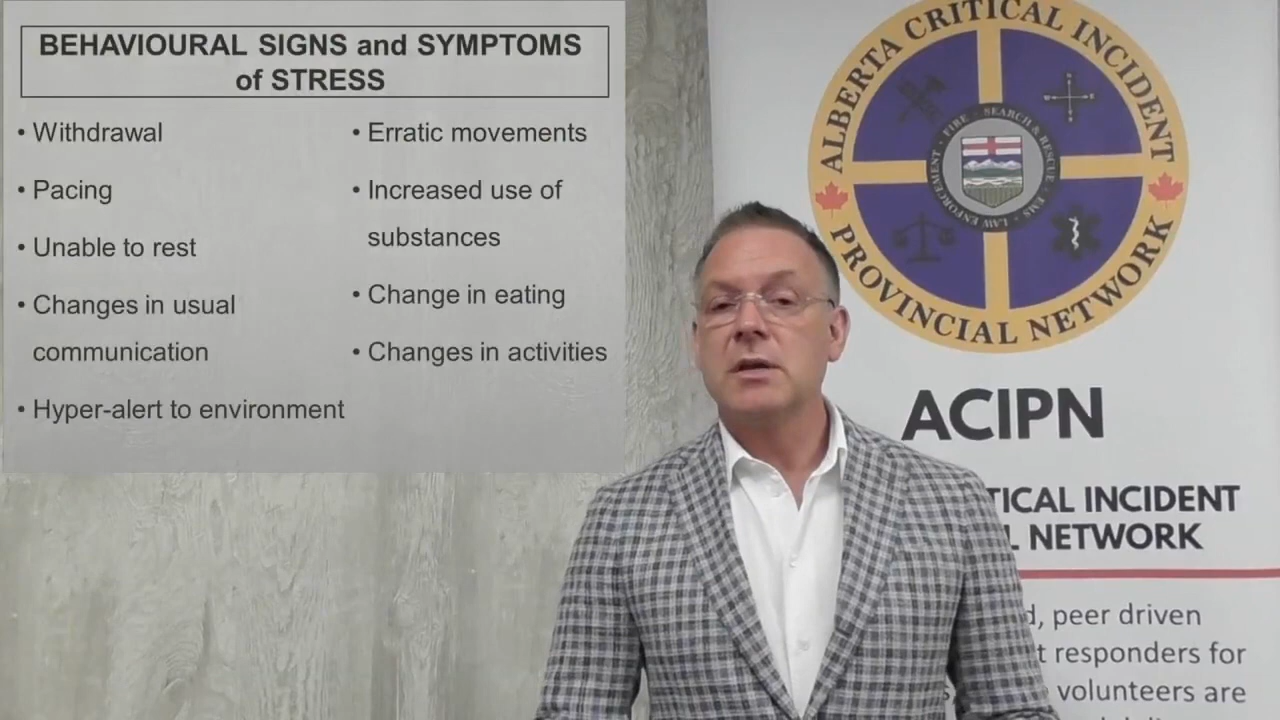 BEHAVIOURAL SIGNS and SYMPTOMS
of STRESS
• Withdrawal
• Pacing
• Unable to rest
• Changes in usual
communication
• Hyper-alert to environment
• Erratic movements
• Increased use of
substances
• Change in eating
• Changes in activities
ALBERTA CRITICAL INCIDENT
PROVINCIAL NETWORK
FIRE • SEARCH & RESCUE • EMS • LAW ENFORCEMENT
ACIPN
TICAL INCIDENT
L NETWORK
d, peer driven
t responders for
volunteers are